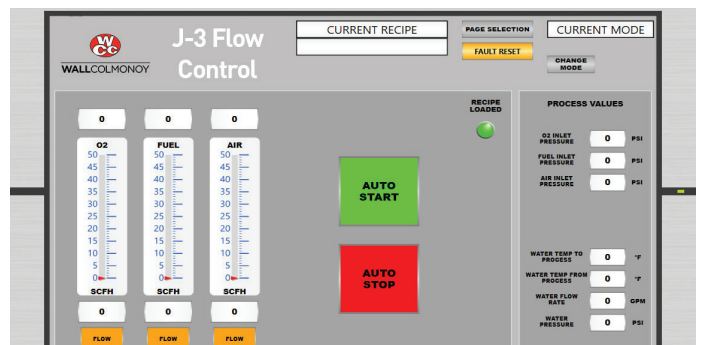 WCC
WALLCOLMONOY
J-3 Flow
Control
CURRENT RECIPE
PAGE SELECTION
FAULT RESET
CURRENT MODE
CHANGE
MODE
0
0
0
O2
50
45
40
35
30
25
20
15
10
5
0
SCFH
0
FLOW
FUEL
50
45
40
35
30
25
20
15
10
5
0
SCFH
0
FLOW
AIR
50
45
40
35
30
25
20
15
10
5
0
SCFH
0
FLOW
AUTO
START
AUTO
STOP
RECIPE
LOADED
PROCESS VALUES
O2 INLET
PRESSURE
0
PSI
FUEL INLET
PRESSURE
0
PSI
AIR INLET
PRESSURE
0
PSI
WATER TEMP TO
PROCESS
0
°F
WATER TEMP FROM
PROCESS
0
°F
WATER FLOW
RATE
0
GPM
WATER
PRESSURE
0
PSI